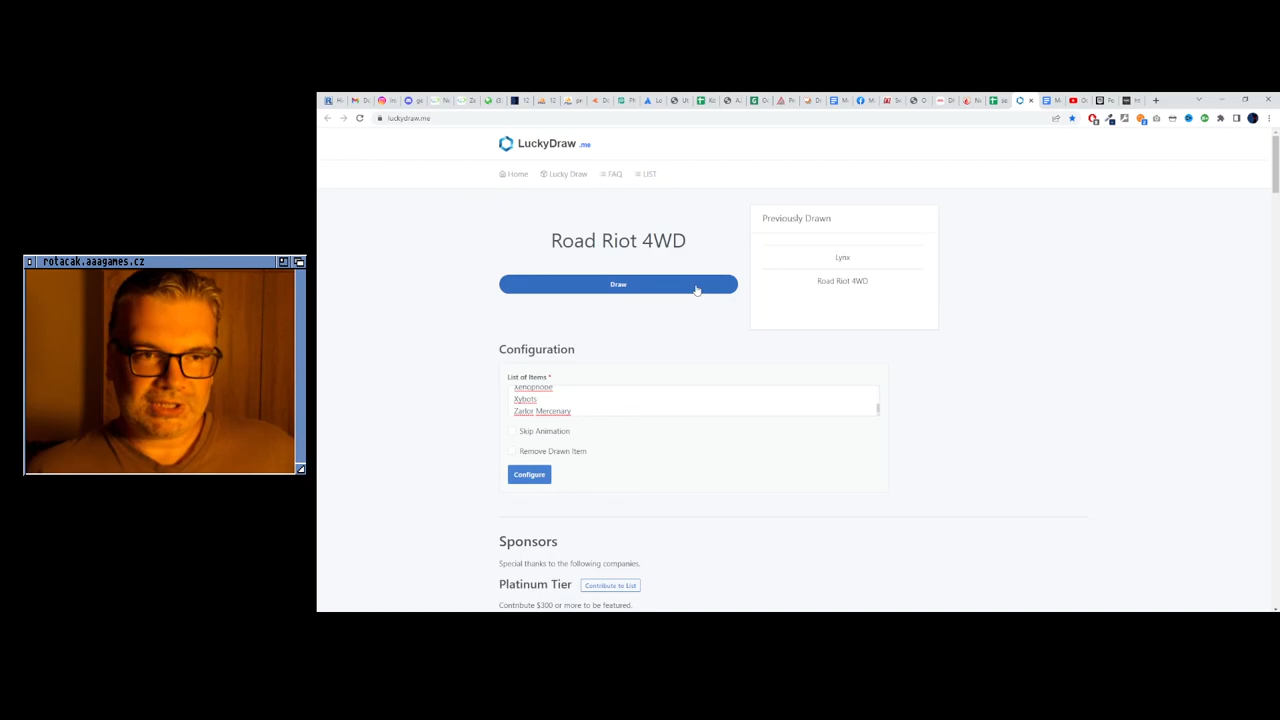 rotacak.aaagames.cz
luckydraw.me
LuckyDraw .me
Home
Lucky Draw
FAQ
LIST
Road Riot 4WD
Draw
Previously Drawn
Lynx
Road Riot 4WD
Configuration
List of Items *
Xenophobe
Xybots
Zarlor Mercenary
Skip Animation
Remove Drawn Item
Configure
Sponsors
Special thanks to the following companies.
Platinum Tier
Contribute to List
Contribute $300 or more to be featured.